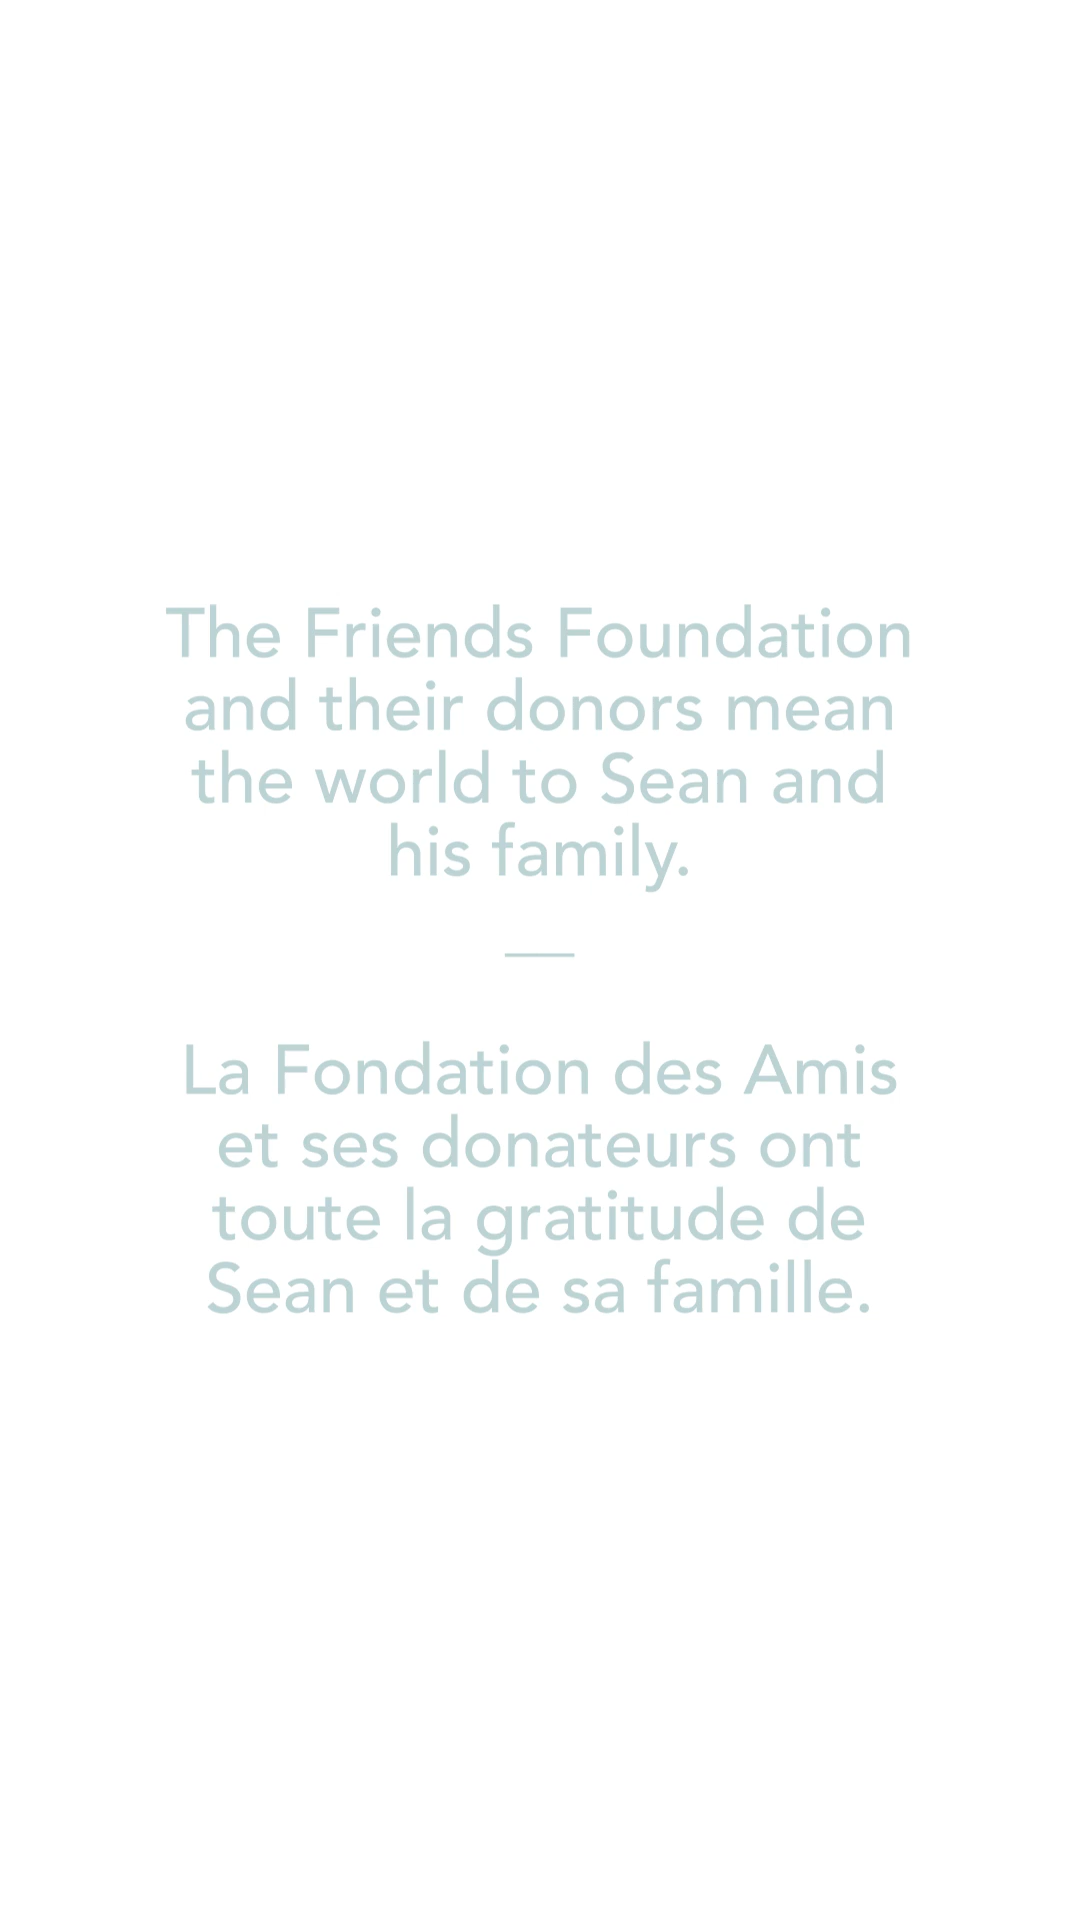 The Friends Foundation
and their donors mean
the world to Sean and
his family.
La Fondation des Amis
et ses donateurs ont
toute la gratitude de
Sean et de sa famille.